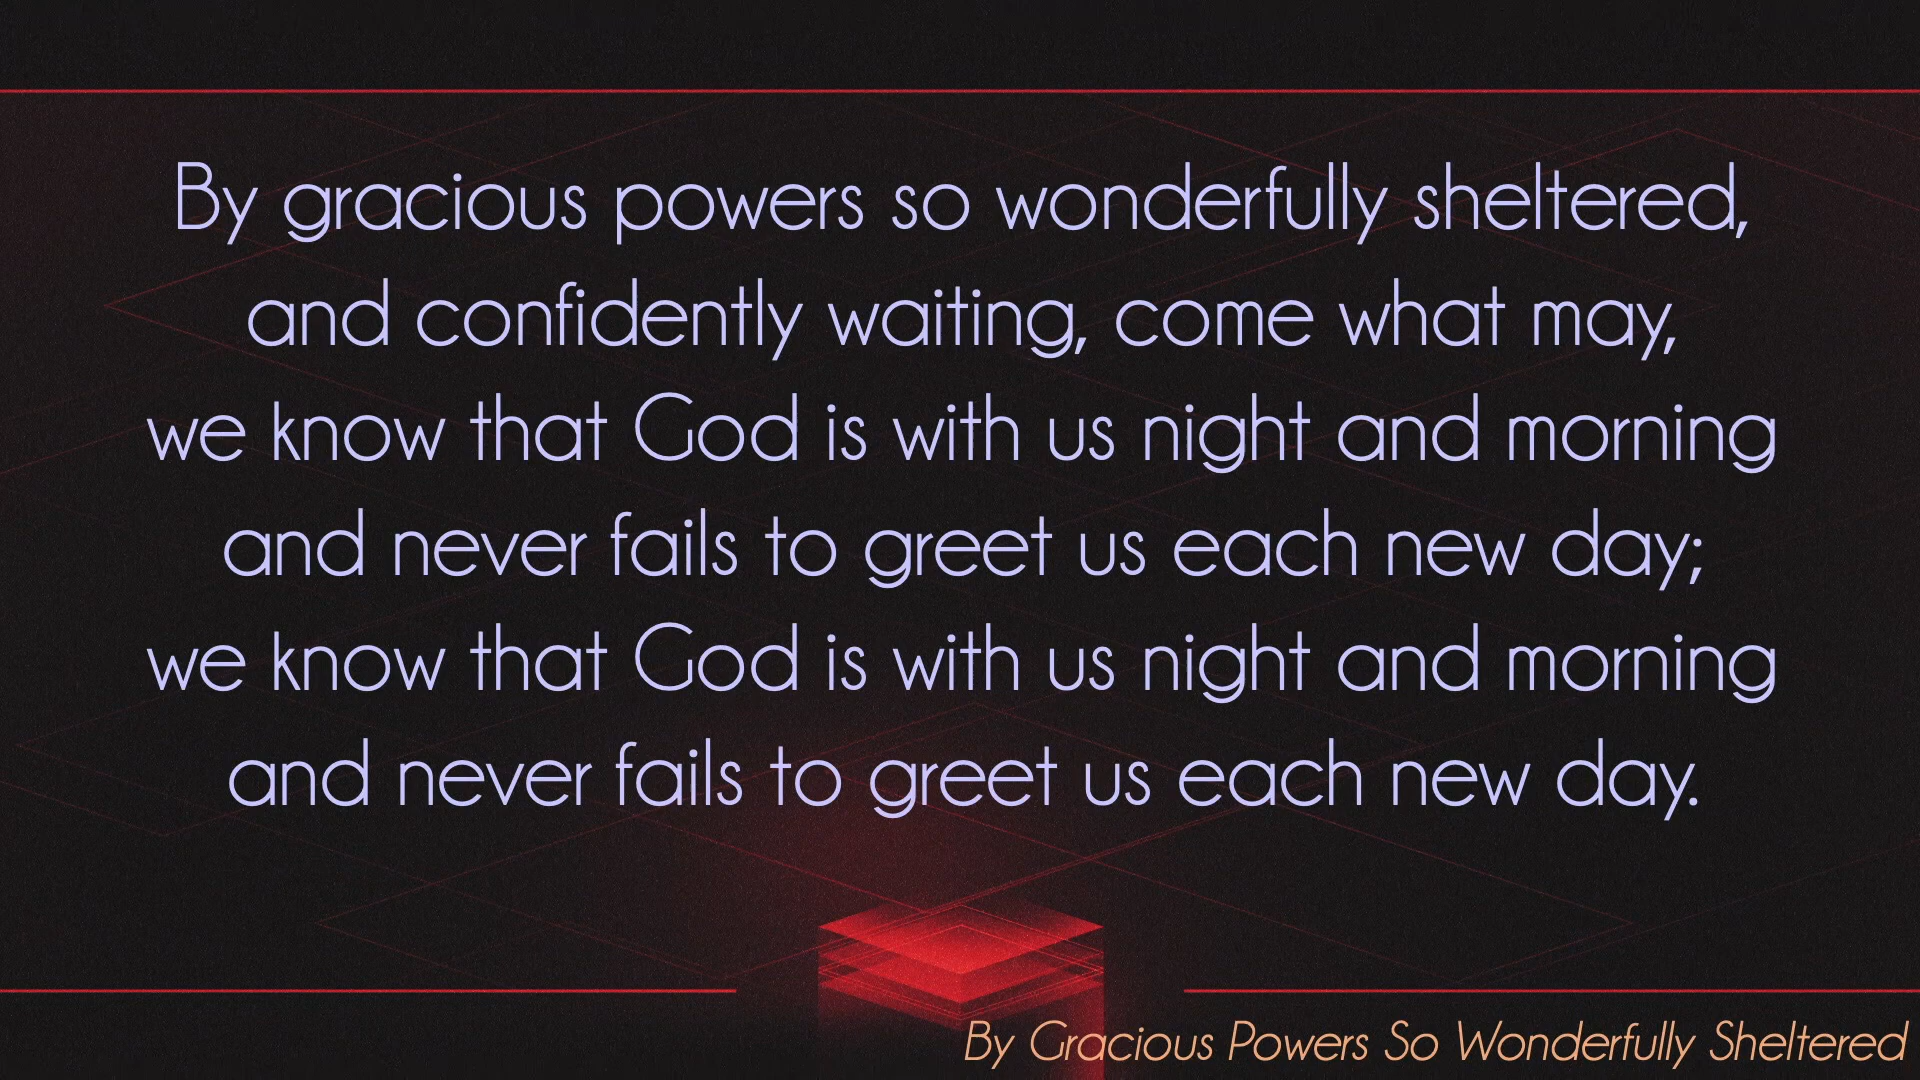 By gracious powers so wonderfully sheltered,
and confidently waiting, come what may,
we know that God is with us night and morning
and never fails to greet us each new day;
we know that God is with us night and morning
and never fails to greet us each new day.
By Gracious Powers So Wonderfully Sheltered